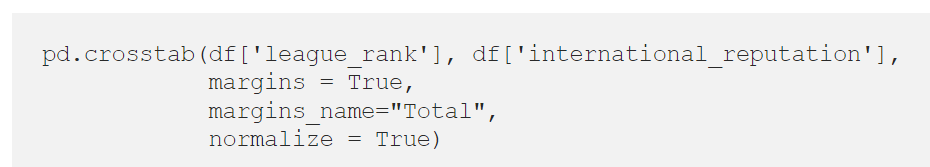 pd.crosstab(df['league_rank'], df['international_reputation'],
            margins = True,
            margins_name="Total",
            normalize = True)